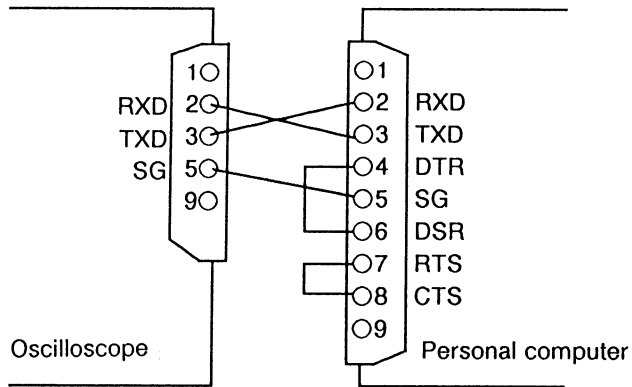 1
RXD 2
TXD 3
SG 5
9
1
2 RXD
3 TXD
4 DTR
5 SG
6 DSR
7 RTS
8 CTS
9
Oscilloscope
Personal computer